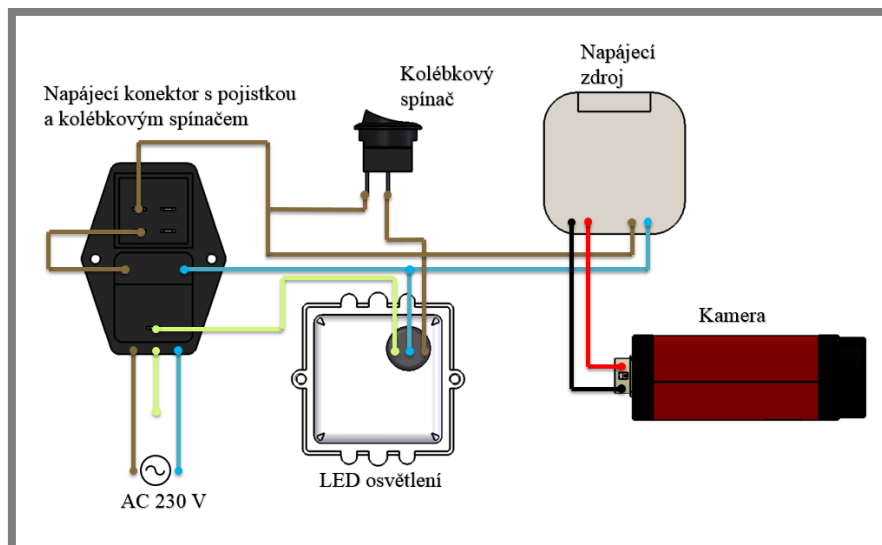 Napájecí konektor s pojistkou
a kolébkovým spínačem
Kolébkový
spínač
Napájecí
zdroj
Kamera
LED osvětlení
AC 230 V